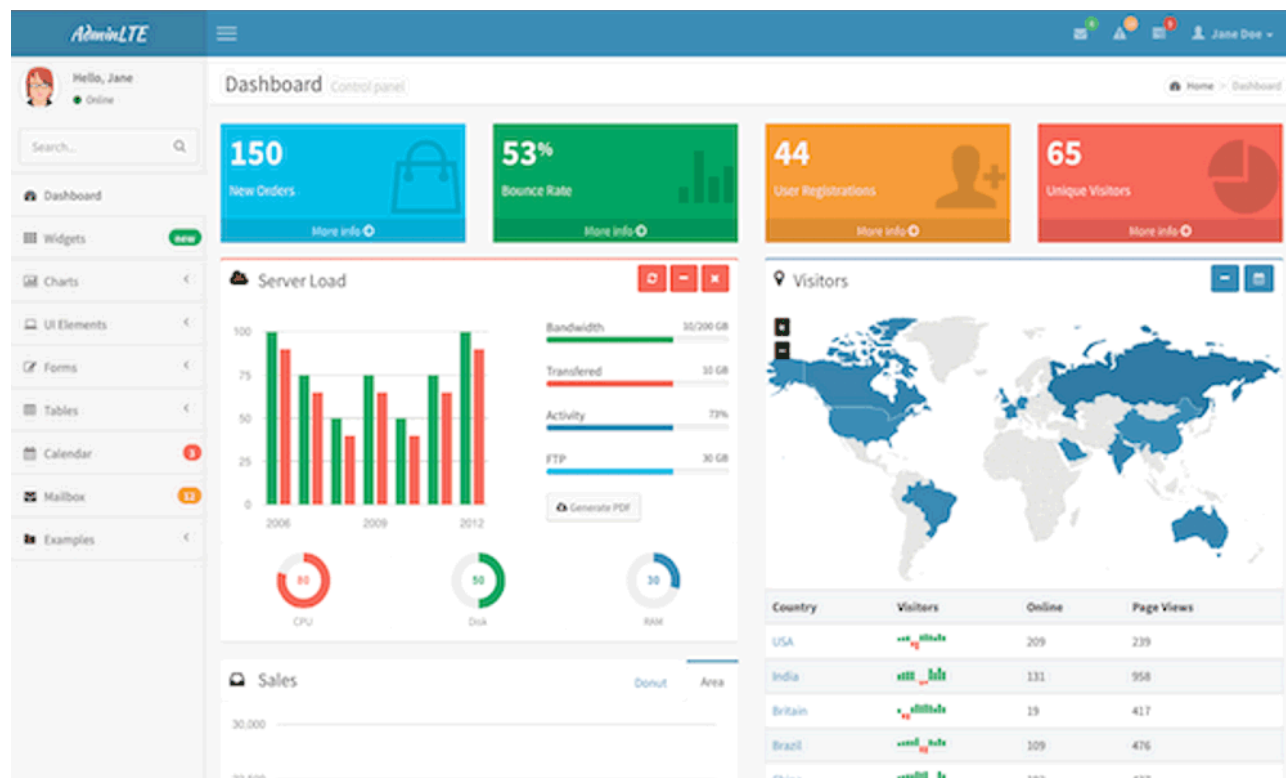 AdminLTE
Jane Doe
Hello, Jane
Online
Search...
Dashboard
Widgets new
Charts
UI Elements
Forms
Tables
Calendar 3
Mailbox 12
Examples
Dashboard Control panel
Home > Dashboard
150
New Orders
More info
53%
Bounce Rate
More info
44
User Registrations
More info
65
Unique Visitors
More info
Server Load
100
75
50
25
0
2006 2009 2012
Bandwidth 10/200 GB
Transfered 10 GB
Activity 73%
FTP 30 GB
Generate PDF
80
CPU
50
Disk
30
RAM
Sales
Donut Area
30,000
Visitors
+
−
Country Visitors Online Page Views
USA 209 239
India 131 958
Britain 19 417
Brazil 109 476